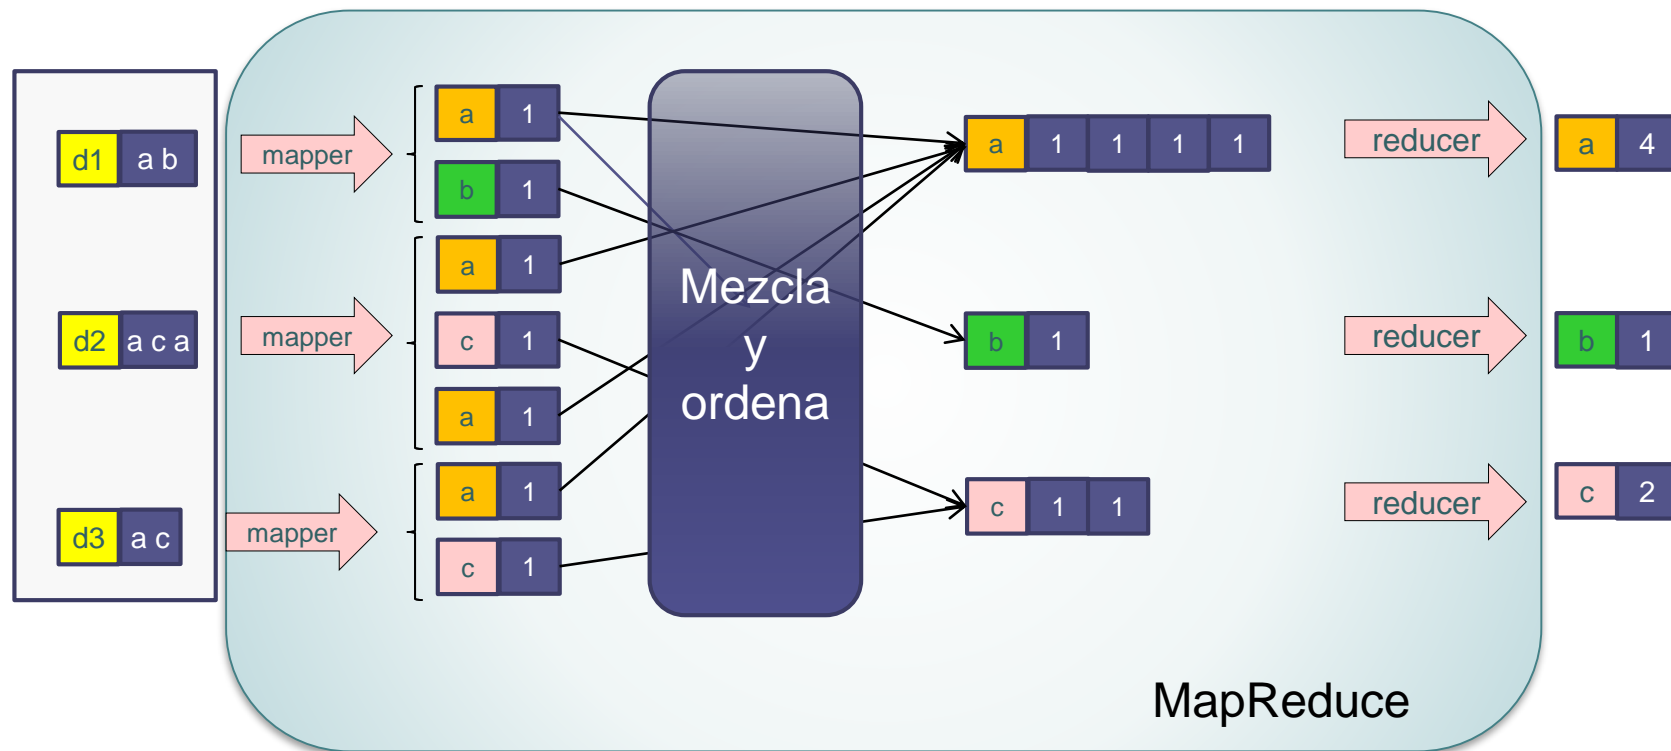 d1 a b
mapper
a 1
b 1
d2 a c a
mapper
a 1
c 1
a 1
d3 a c
mapper
a 1
c 1
Mezcla
y
ordena
a 1 1 1 1
reducer
a 4
b 1
reducer
b 1
c 1 1
reducer
c 2
MapReduce